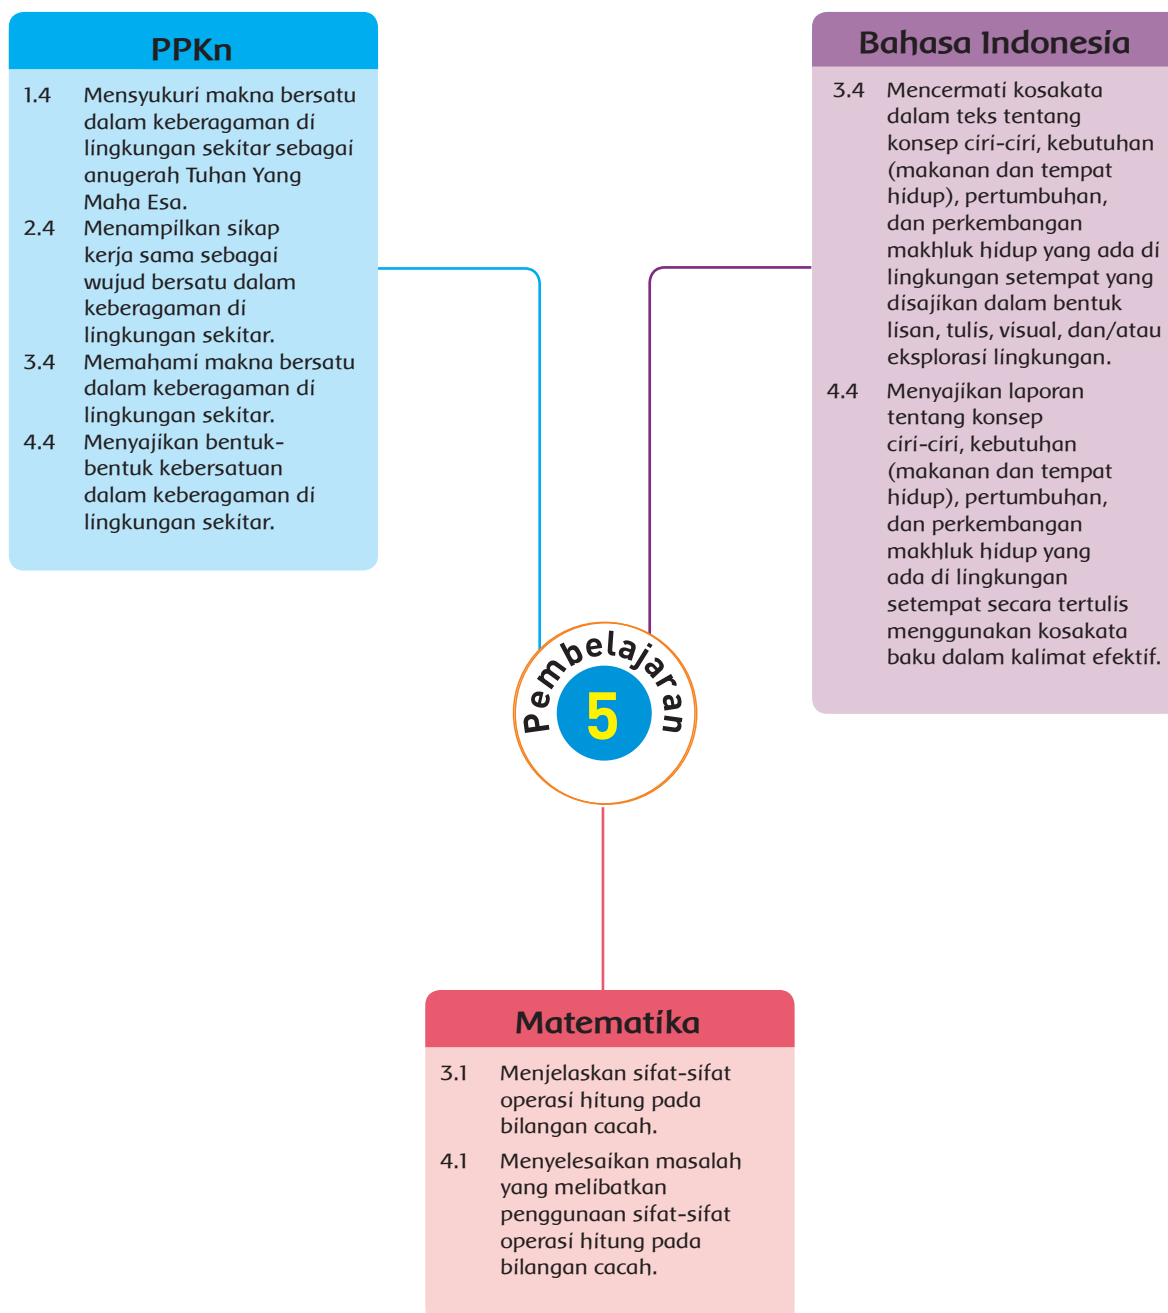 PPKn
1.4 Mensyukuri makna bersatu
dalam keberagaman di
lingkungan sekitar sebagai
anugerah Tuhan Yang
Maha Esa.
2.4 Menampilkan sikap
kerja sama sebagai
wujud bersatu dalam
keberagaman di
lingkungan sekitar.
3.4 Memahami makna bersatu
dalam keberagaman di
lingkungan sekitar.
4.4 Menyajikan bentuk-
bentuk kebersatuan
dalam keberagaman di
lingkungan sekitar.
Bahasa Indonesia
3.4 Mencermati kosakata
dalam teks tentang
konsep ciri-ciri, kebutuhan
(makanan dan tempat
hidup), pertumbuhan,
dan perkembangan
makhluk hidup yang ada di
lingkungan setempat yang
disajikan dalam bentuk
lisan, tulis, visual, dan/atau
eksplorasi lingkungan.
4.4 Menyajikan laporan
tentang konsep
ciri-ciri, kebutuhan
(makanan dan tempat
hidup), pertumbuhan,
dan perkembangan
makhluk hidup yang
ada di lingkungan
setempat secara tertulis
menggunakan kosakata
baku dalam kalimat efektif.
Pembelajaran
5
Matematika
3.1 Menjelaskan sifat-sifat
operasi hitung pada
bilangan cacah.
4.1 Menyelesaikan masalah
yang melibatkan
penggunaan sifat-sifat
operasi hitung pada
bilangan cacah.